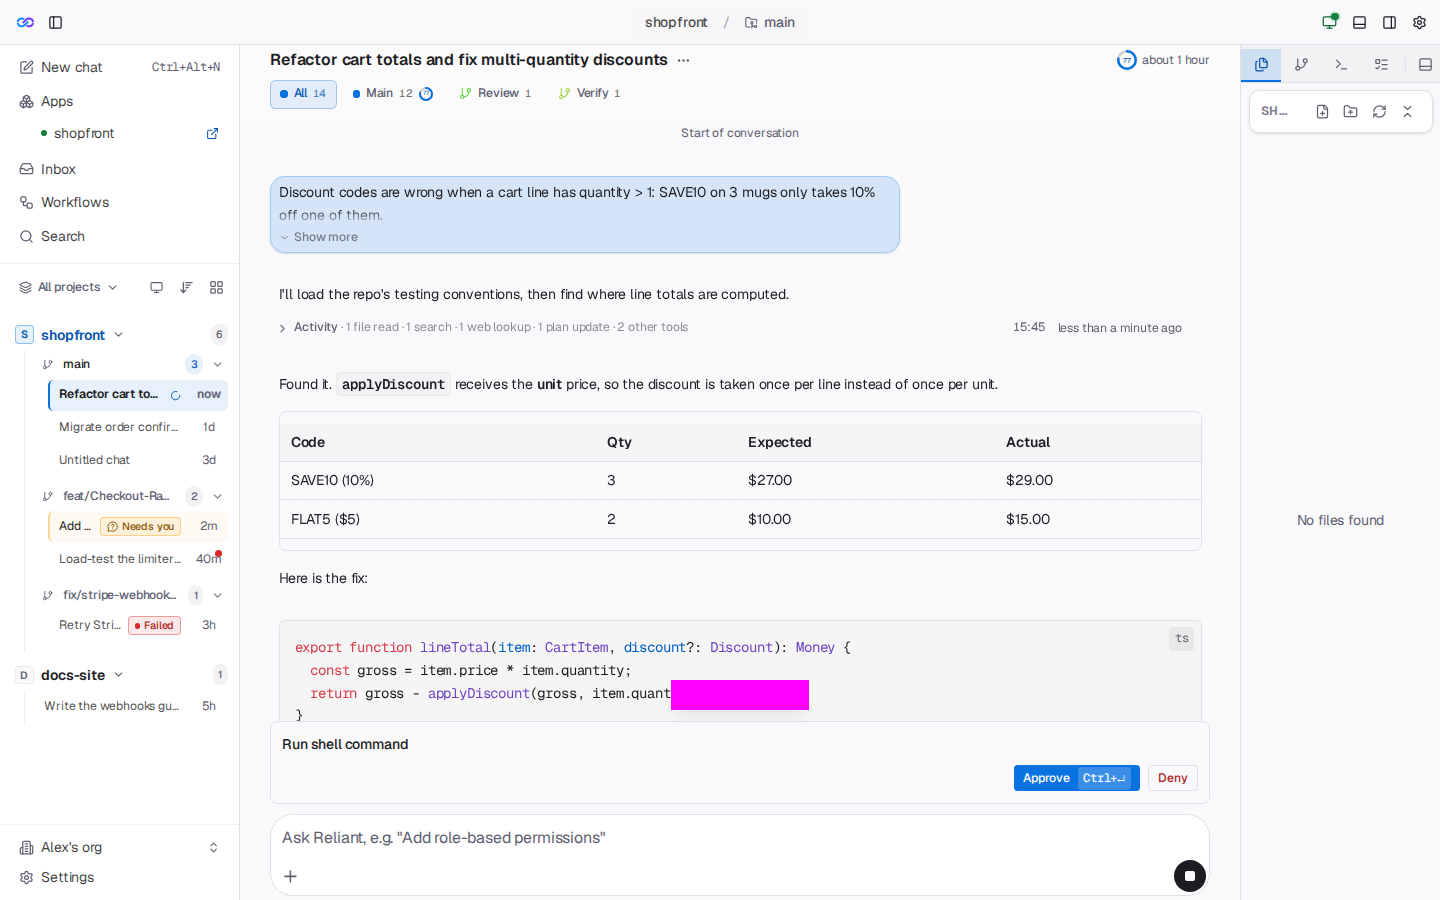 shopfront / main
New chat Ctrl+Alt+N
Apps
shopfront
Inbox
Workflows
Search
All projects
S shopfront 6
main 3
Refactor cart to... now
Migrate order confir... 1d
Untitled chat 3d
feat/Checkout-Ra... 2
Add ... Needs you 2m
Load-test the limiter... 40m
fix/stripe-webhook... 1
Retry Stri... Failed 3h
D docs-site 1
Write the webhooks gu... 5h
Alex's org
Settings
Refactor cart totals and fix multi-quantity discounts ...
77 about 1 hour
All 14 Main 12 77 Review 1 Verify 1
Start of conversation
Discount codes are wrong when a cart line has quantity > 1: SAVE10 on 3 mugs only takes 10%
off one of them.
Show more
I'll load the repo's testing conventions, then find where line totals are computed.
Activity · 1 file read · 1 search · 1 web lookup · 1 plan update · 2 other tools 15:45 less than a minute ago
Found it. applyDiscount receives the unit price, so the discount is taken once per line instead of once per unit.
Code Qty Expected Actual
SAVE10 (10%) 3 $27.00 $29.00
FLAT5 ($5) 2 $10.00 $15.00
Here is the fix:
ts
export function lineTotal(item: CartItem, discount?: Discount): Money {
const gross = item.price * item.quantity;
return gross - applyDiscount(gross, item.quant
}
Run shell command
Approve Ctrl+↵ Deny
Ask Reliant, e.g. "Add role-based permissions"
SH...
No files found